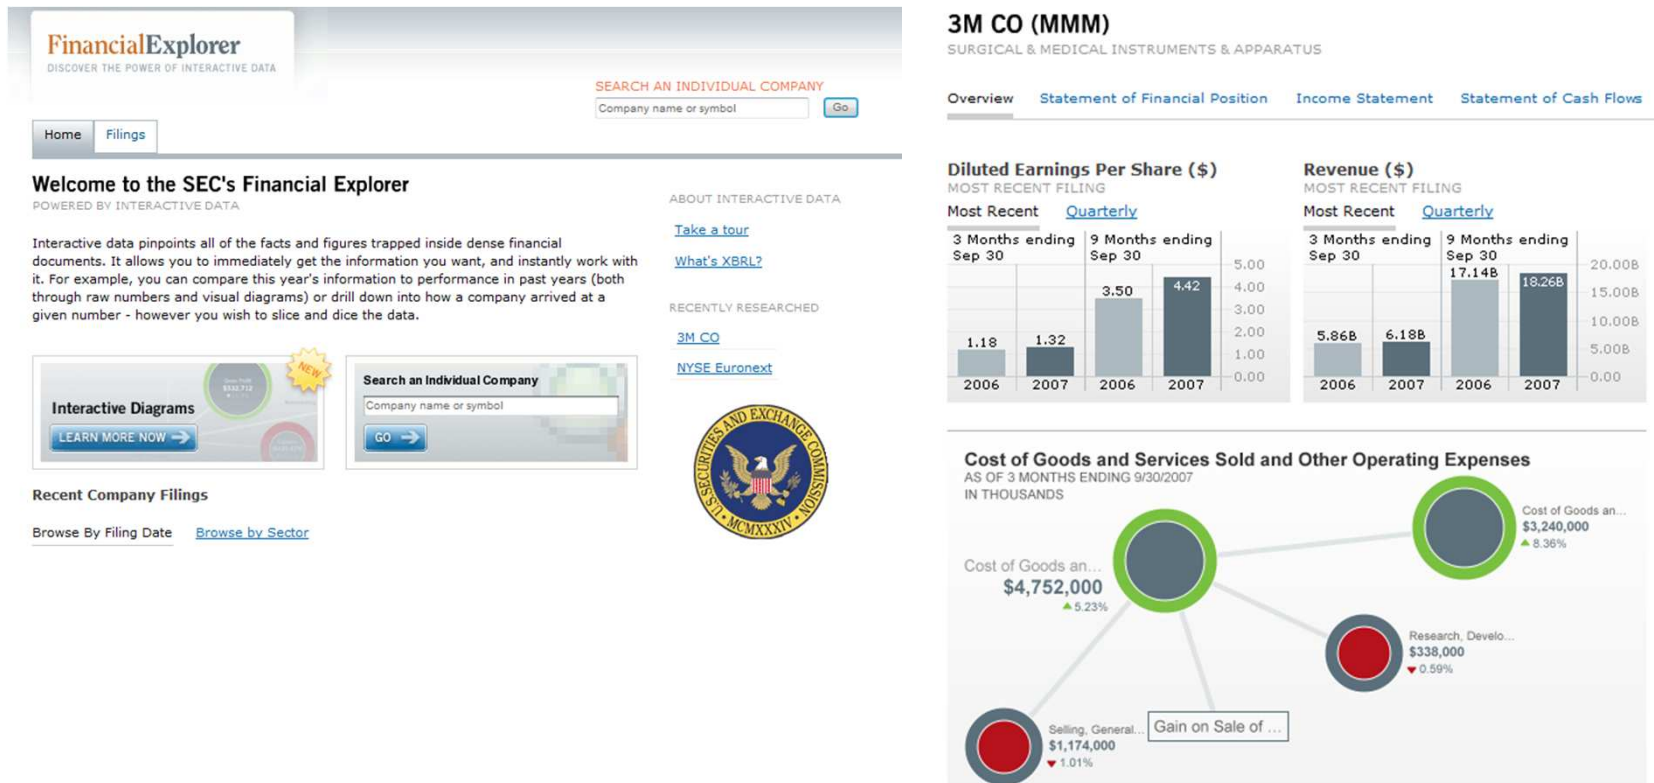 FinancialExplorer
DISCOVER THE POWER OF INTERACTIVE DATA
SEARCH AN INDIVIDUAL COMPANY
Company name or symbol
Go
Home
Filings
Welcome to the SEC's Financial Explorer
POWERED BY INTERACTIVE DATA
Interactive data pinpoints all of the facts and figures trapped inside dense financial
documents. It allows you to immediately get the information you want, and instantly work with
it. For example, you can compare this year's information to performance in past years (both
through raw numbers and visual diagrams) or drill down into how a company arrived at a
given number - however you wish to slice and dice the data.
ABOUT INTERACTIVE DATA
Take a tour
What's XBRL?
RECENTLY RESEARCHED
3M CO
NYSE Euronext
NEW
Interactive Diagrams
LEARN MORE NOW
Search an Individual Company
Company name or symbol
GO
U.S. SECURITIES AND EXCHANGE COMMISSION
MCMXXXIV
Recent Company Filings
Browse By Filing Date
Browse by Sector
3M CO (MMM)
SURGICAL & MEDICAL INSTRUMENTS & APPARATUS
Overview
Statement of Financial Position
Income Statement
Statement of Cash Flows
Diluted Earnings Per Share ($)
MOST RECENT FILING
Most Recent
Quarterly
3 Months ending
Sep 30
9 Months ending
Sep 30
5.00
4.00
3.00
2.00
1.00
0.00
1.18
1.32
3.50
4.42
2006
2007
2006
2007
Revenue ($)
MOST RECENT FILING
Most Recent
Quarterly
3 Months ending
Sep 30
9 Months ending
Sep 30
20.00B
15.00B
10.00B
5.00B
0.00
5.86B
6.18B
17.14B
18.26B
2006
2007
2006
2007
Cost of Goods and Services Sold and Other Operating Expenses
AS OF 3 MONTHS ENDING 9/30/2007
IN THOUSANDS
Cost of Goods an...
$3,240,000
8.36%
Cost of Goods an...
$4,752,000
5.23%
Research, Develo...
$338,000
0.59%
Selling, General...
$1,174,000
1.01%
Gain on Sale of ...